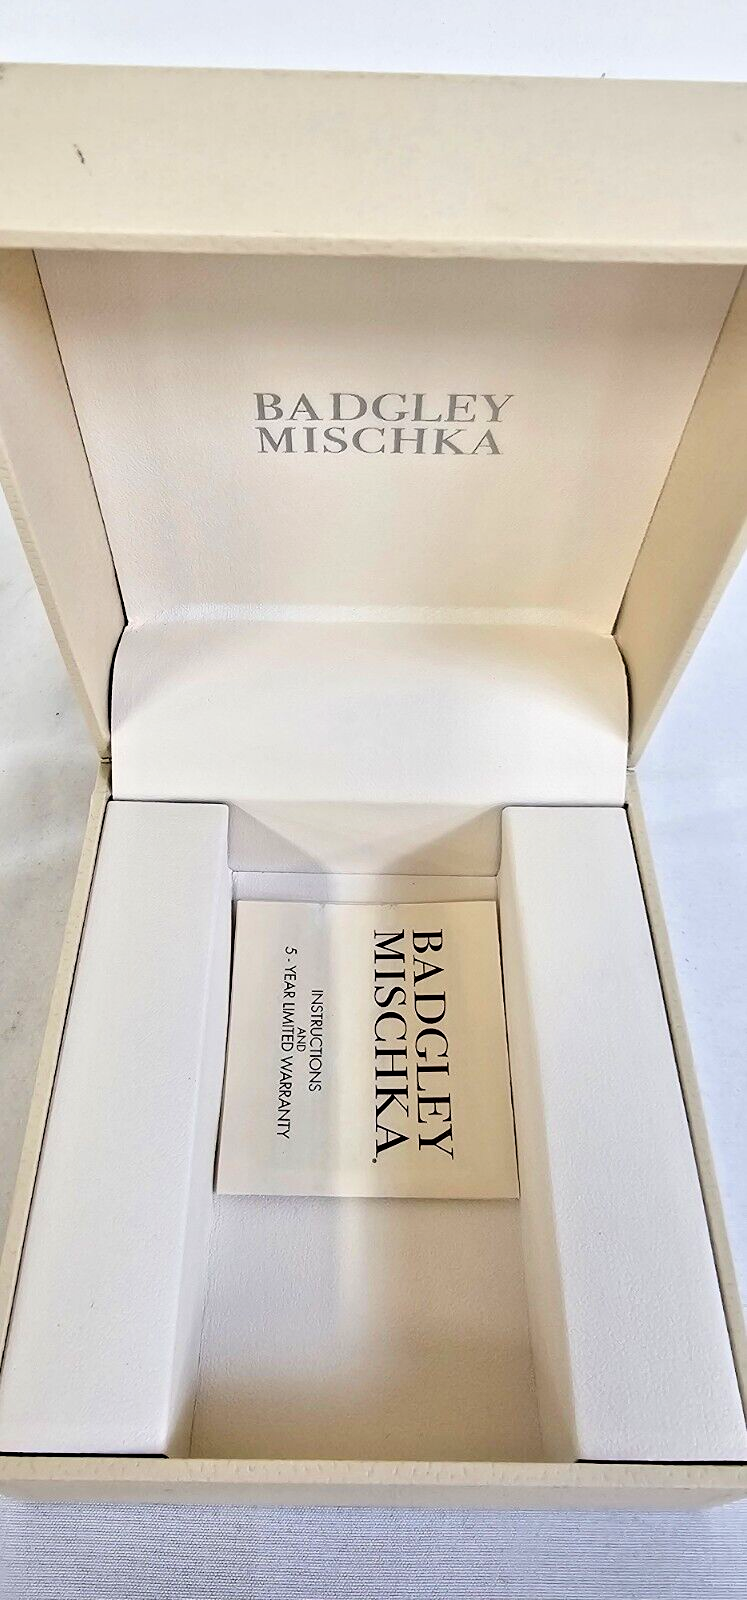 BADGLEY
MISCHKA
BADGLEY
MISCHKA.
INSTRUCTIONS
AND
5 - YEAR LIMITED WARRANTY